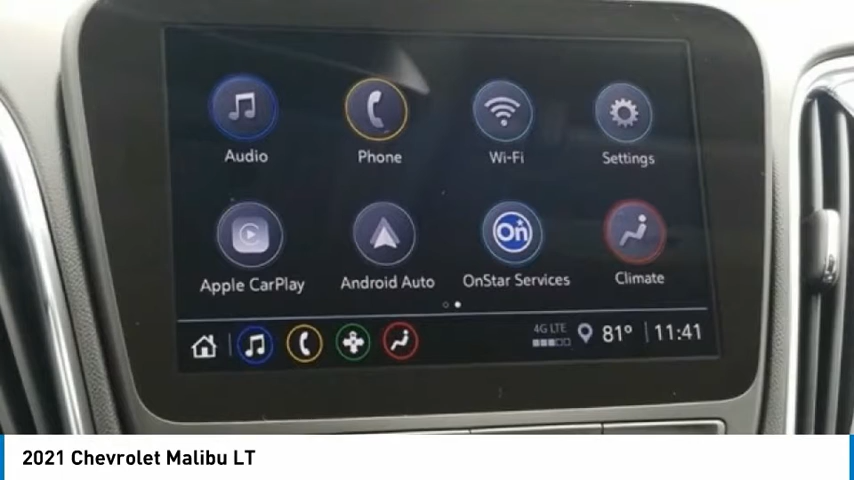 Audio Phone Wi-Fi Settings
Apple CarPlay Android Auto OnStar Services Climate
On
4G LTE
81° 11:41
2021 Chevrolet Malibu LT